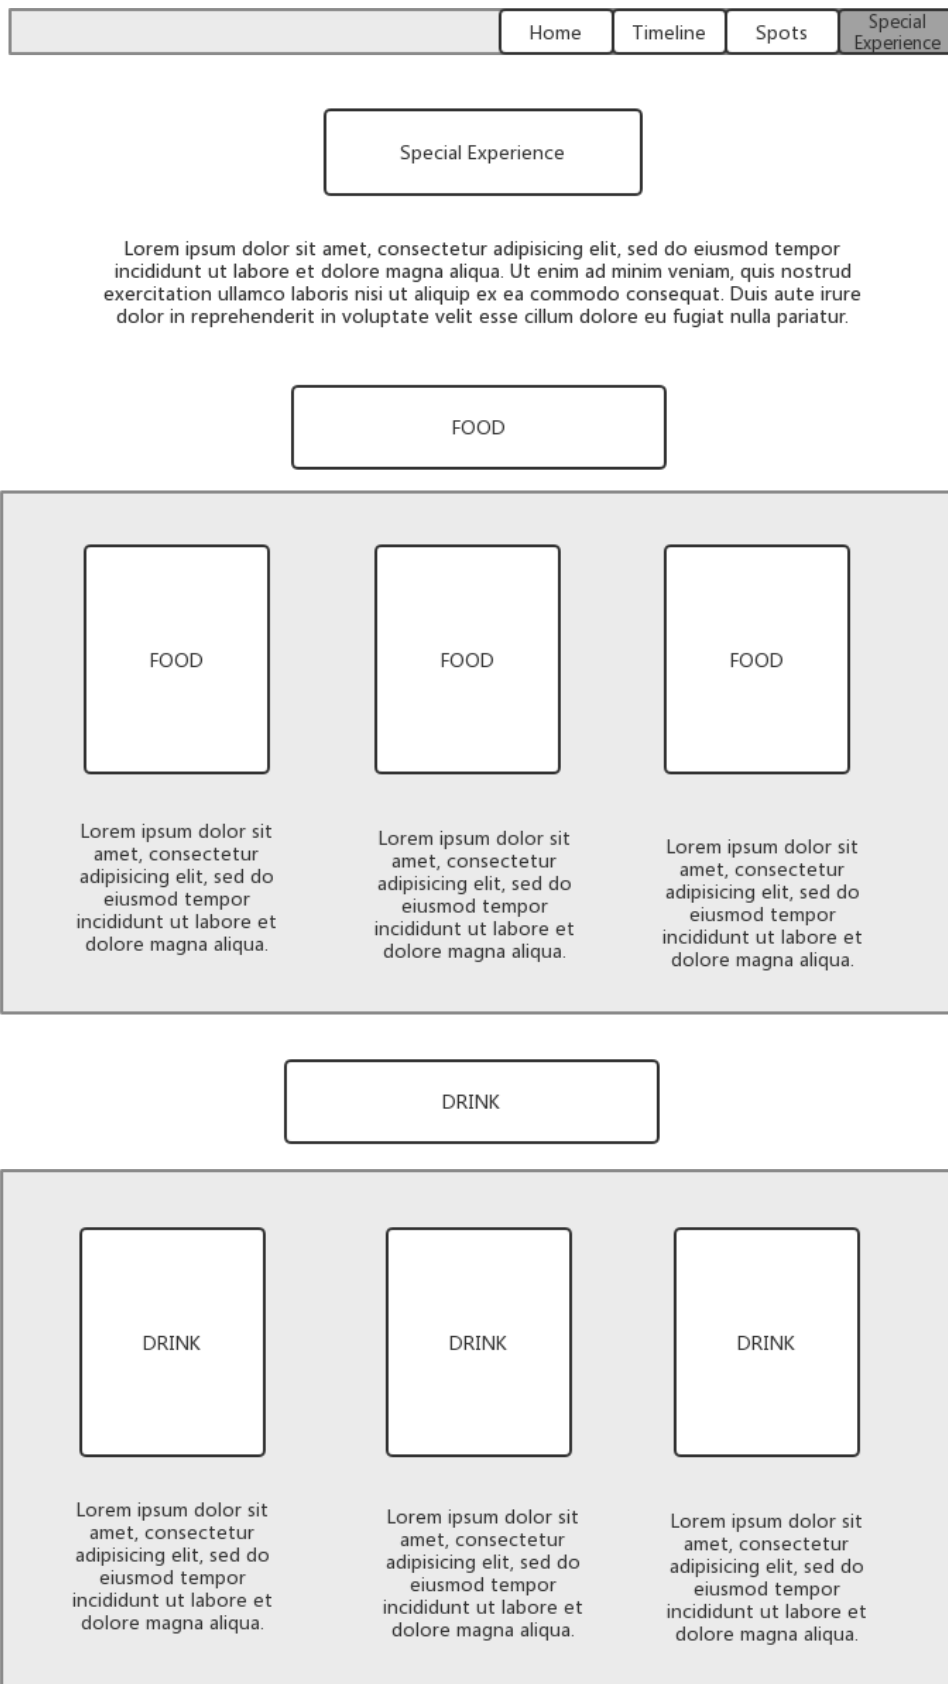 Home
Timeline
Spots
Special
Experience
Special Experience
Lorem ipsum dolor sit amet, consectetur adipisicing elit, sed do eiusmod tempor
incididunt ut labore et dolore magna aliqua. Ut enim ad minim veniam, quis nostrud
exercitation ullamco laboris nisi ut aliquip ex ea commodo consequat. Duis aute irure
dolor in reprehenderit in voluptate velit esse cillum dolore eu fugiat nulla pariatur.
FOOD
FOOD
FOOD
FOOD
Lorem ipsum dolor sit
amet, consectetur
adipisicing elit, sed do
eiusmod tempor
incididunt ut labore et
dolore magna aliqua.
Lorem ipsum dolor sit
amet, consectetur
adipisicing elit, sed do
eiusmod tempor
incididunt ut labore et
dolore magna aliqua.
Lorem ipsum dolor sit
amet, consectetur
adipisicing elit, sed do
eiusmod tempor
incididunt ut labore et
dolore magna aliqua.
DRINK
DRINK
DRINK
DRINK
Lorem ipsum dolor sit
amet, consectetur
adipisicing elit, sed do
eiusmod tempor
incididunt ut labore et
dolore magna aliqua.
Lorem ipsum dolor sit
amet, consectetur
adipisicing elit, sed do
eiusmod tempor
incididunt ut labore et
dolore magna aliqua.
Lorem ipsum dolor sit
amet, consectetur
adipisicing elit, sed do
eiusmod tempor
incididunt ut labore et
dolore magna aliqua.